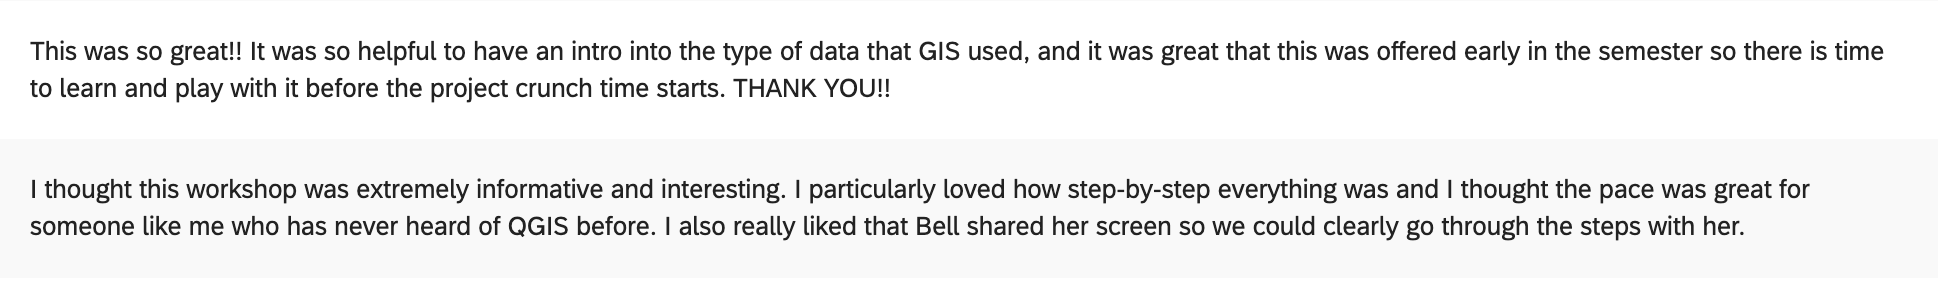 This was so great!! It was so helpful to have an intro into the type of data that GIS used, and it was great that this was offered early in the semester so there is time
to learn and play with it before the project crunch time starts. THANK YOU!!
I thought this workshop was extremely informative and interesting. I particularly loved how step-by-step everything was and I thought the pace was great for
someone like me who has never heard of QGIS before. I also really liked that Bell shared her screen so we could clearly go through the steps with her.